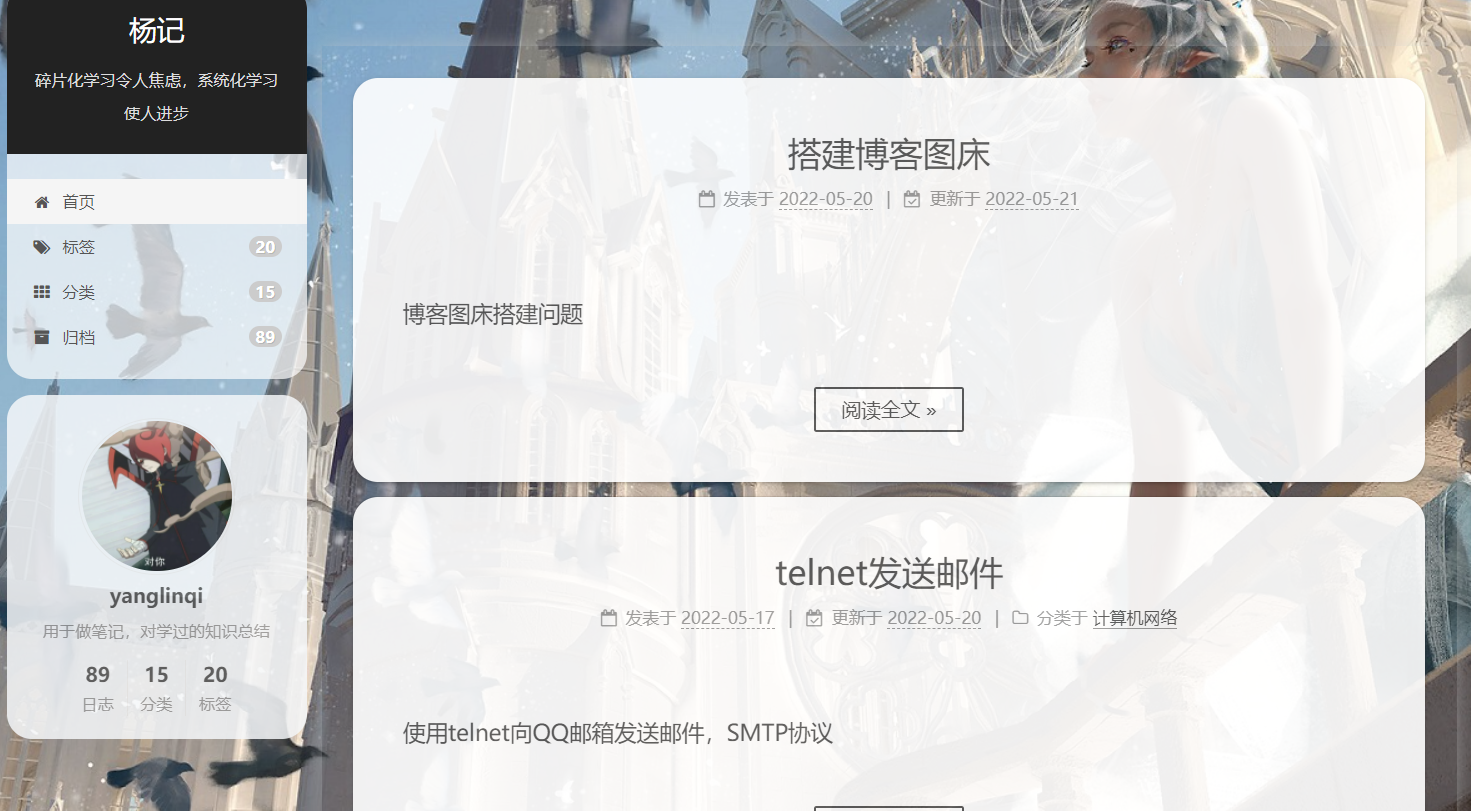 杨记
碎片化学习令人焦虑，系统化学习
使人进步
首页
标签 20
分类 15
归档 89
对你
yanglinqi
用于做笔记，对学过的知识总结
89 15 20
日志 分类 标签
搭建博客图床
发表于 2022-05-20 | 更新于 2022-05-21
博客图床搭建问题
阅读全文 »
telnet发送邮件
发表于 2022-05-17 | 更新于 2022-05-20 | 分类于 计算机网络
使用telnet向QQ邮箱发送邮件，SMTP协议